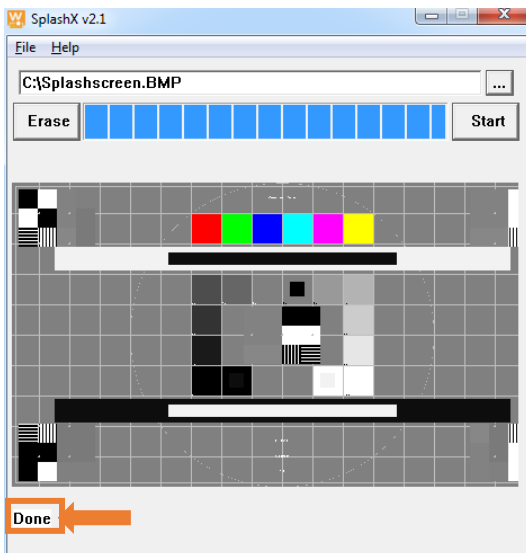 SplashX v2.1
File Help
C:\Splashscreen.BMP
...
Erase
Start
Done